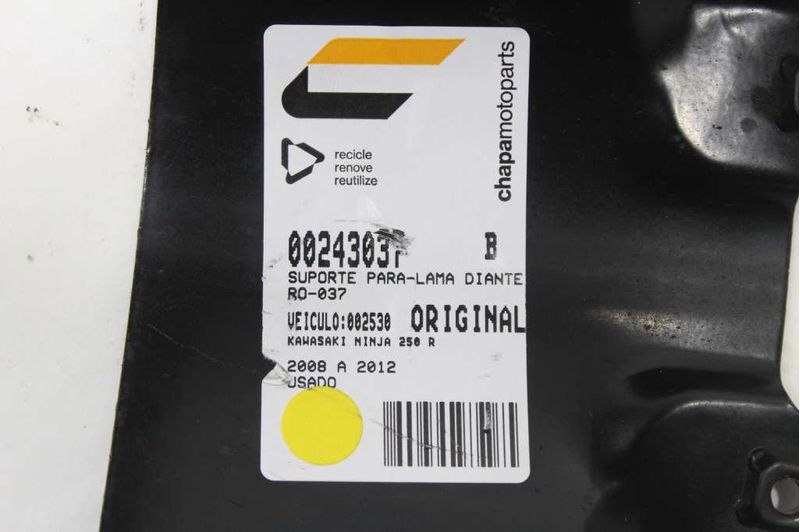 chapamotoparts
recicle
renove
reutilize
B
SUPORTE PARA-LAMA DIANTE
RO-037
VEICULO:002530 ORIGINAL
KAWASAKI NINJA 250 R
2008 A 2012
USADO